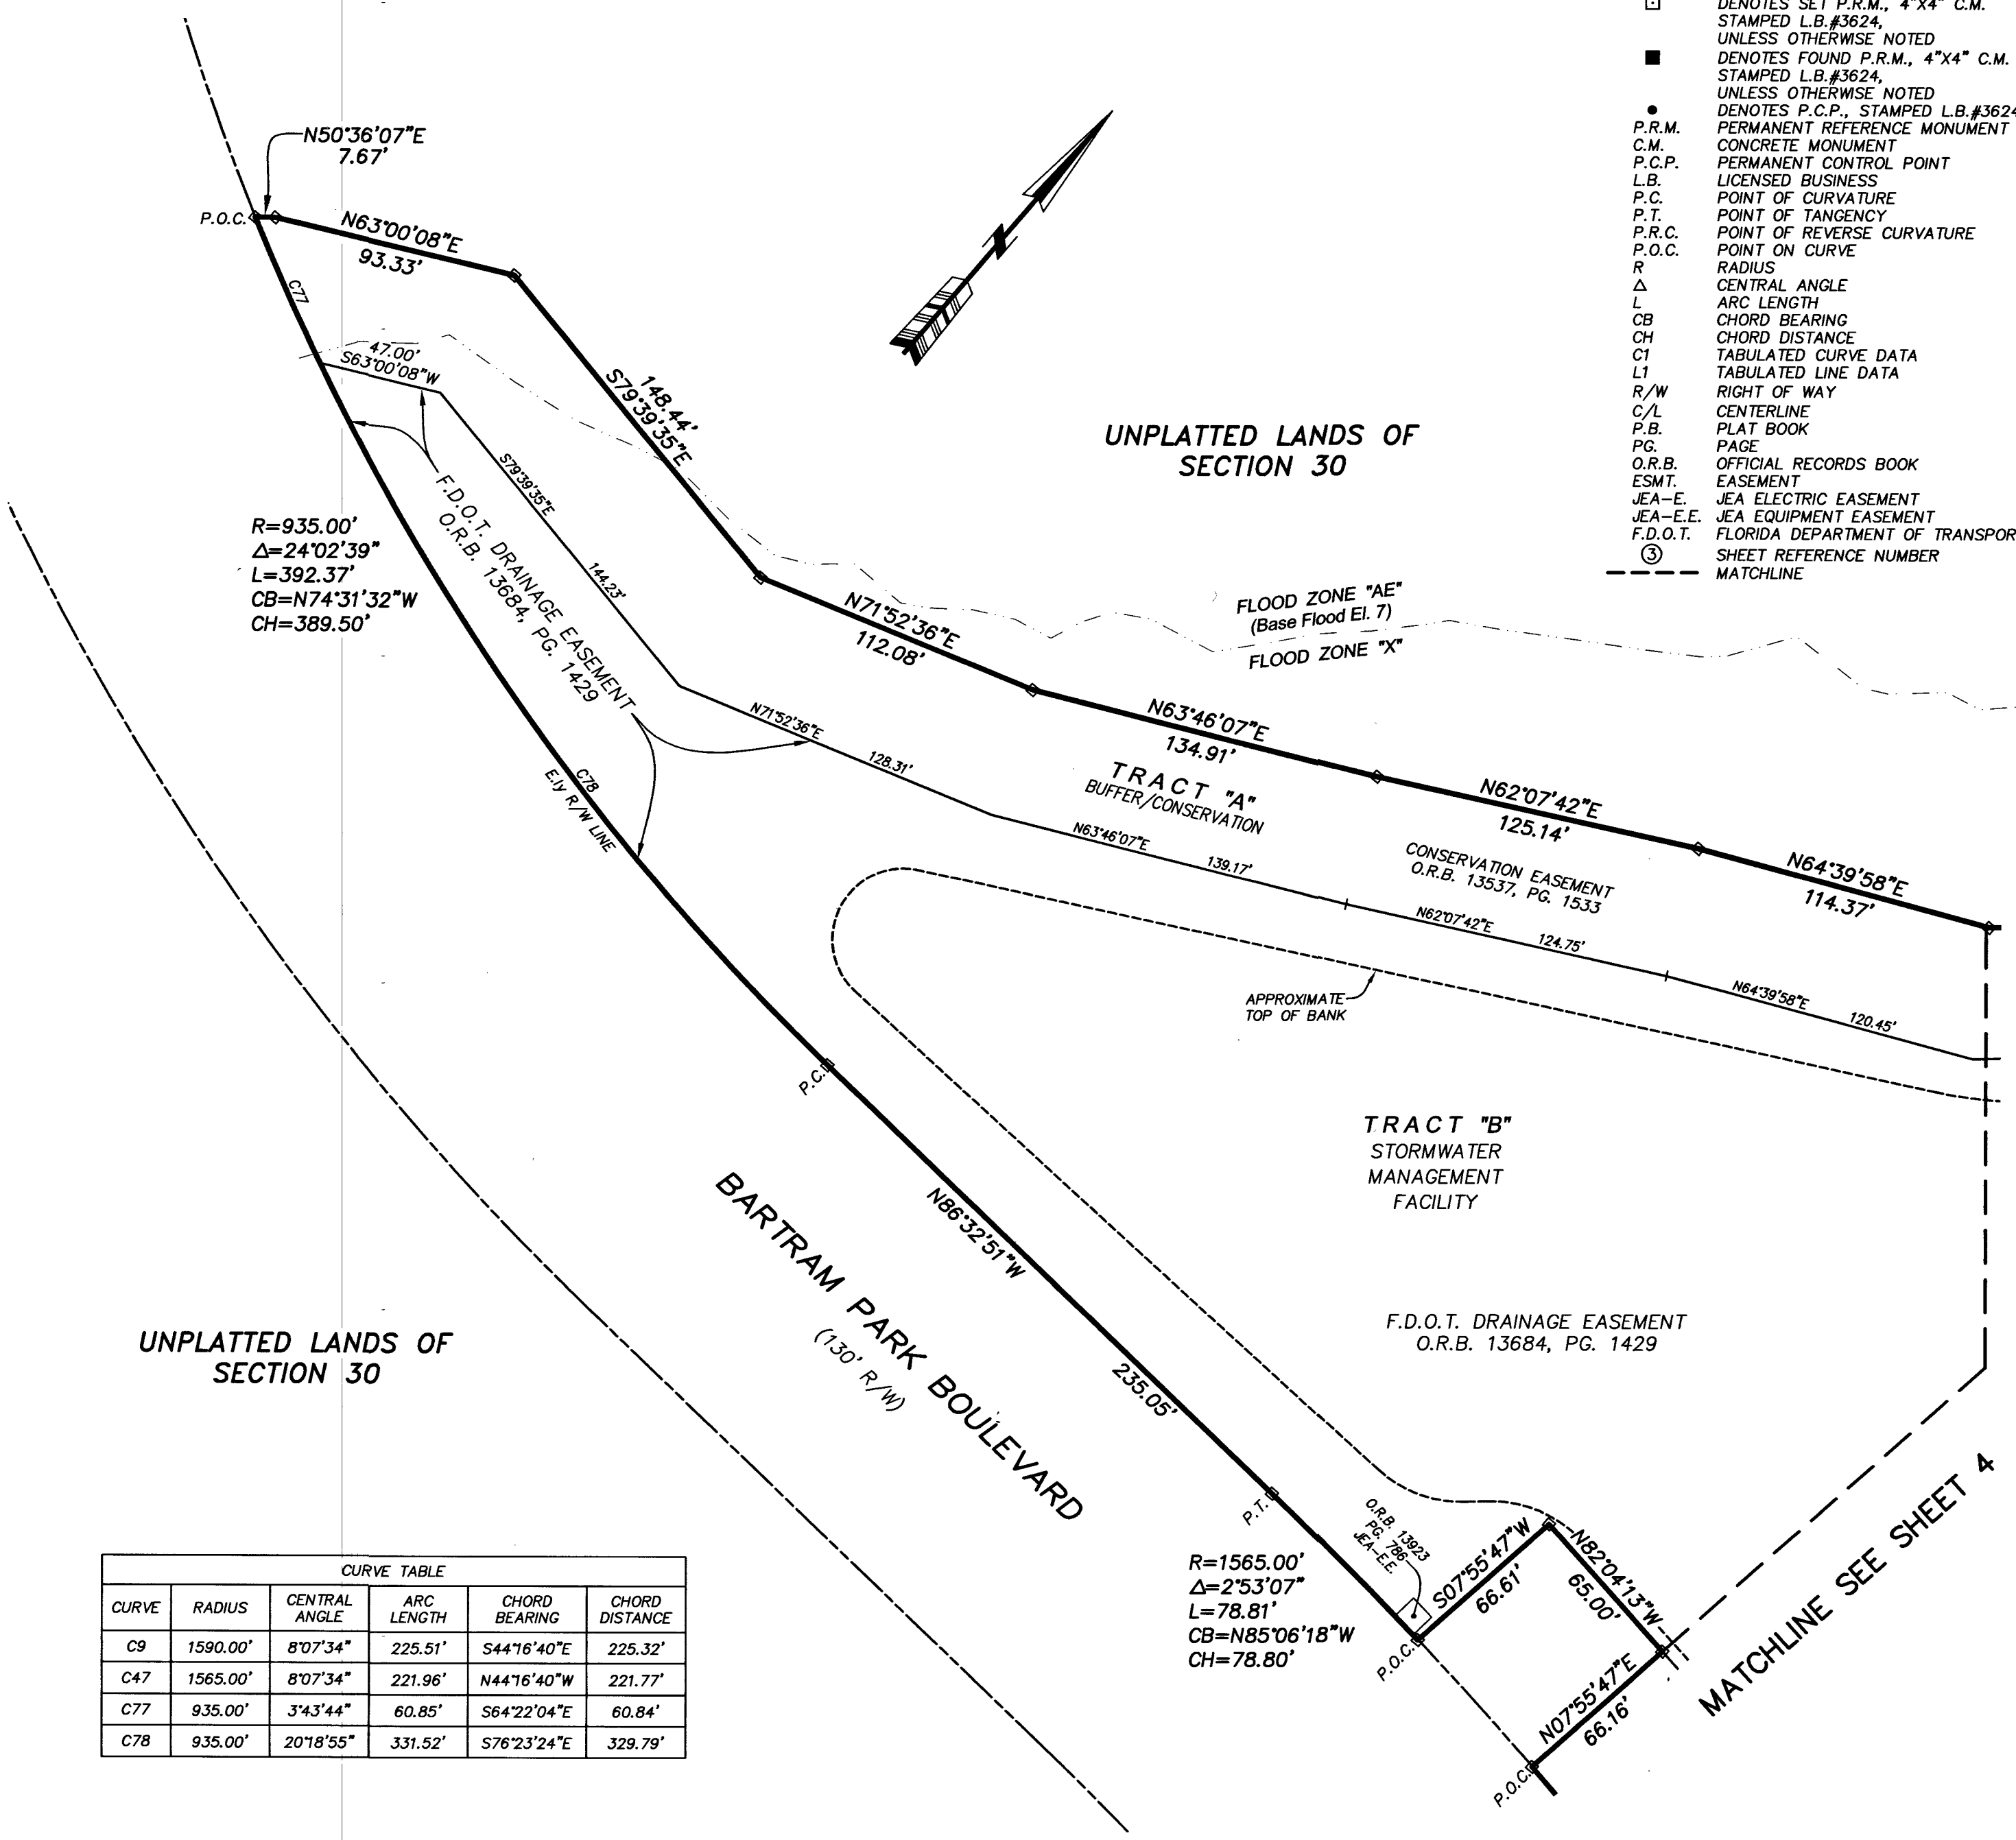 DENOTES SET P.R.M., 4"X4" C.M.
STAMPED L.B.#3624,
UNLESS OTHERWISE NOTED
DENOTES FOUND P.R.M., 4"X4" C.M.
STAMPED L.B.#3624,
UNLESS OTHERWISE NOTED
DENOTES P.C.P., STAMPED L.B.#3624
P.R.M. PERMANENT REFERENCE MONUMENT
C.M. CONCRETE MONUMENT
P.C.P. PERMANENT CONTROL POINT
L.B. LICENSED BUSINESS
P.C. POINT OF CURVATURE
P.T. POINT OF TANGENCY
P.R.C. POINT OF REVERSE CURVATURE
P.O.C. POINT ON CURVE
R RADIUS
Δ CENTRAL ANGLE
L ARC LENGTH
CB CHORD BEARING
CH CHORD DISTANCE
C1 TABULATED CURVE DATA
L1 TABULATED LINE DATA
R/W RIGHT OF WAY
C/L CENTERLINE
P.B. PLAT BOOK
PG. PAGE
O.R.B. OFFICIAL RECORDS BOOK
ESMT. EASEMENT
JEA-E. JEA ELECTRIC EASEMENT
JEA-E.E. JEA EQUIPMENT EASEMENT
F.D.O.T. FLORIDA DEPARTMENT OF TRANSPOR
3 SHEET REFERENCE NUMBER
MATCHLINE
N50°36'07"E
7.67'
P.O.C.
N63°00'08"E
93.33'
C77
47.00'
S63°00'08"W
148.44'
S79°39'35"E
S79°39'35"E
144.23'
F.D.O.T. DRAINAGE EASEMENT
O.R.B. 13684, PG. 1429
UNPLATTED LANDS OF
SECTION 30
R=935.00'
Δ=24°02'39"
L=392.37'
CB=N74°31'32"W
CH=389.50'
FLOOD ZONE "AE"
(Base Flood El. 7)
FLOOD ZONE "X"
N71°52'36"E
112.08'
N71°52'36"E
128.31'
N63°46'07"E
134.91'
N62°07'42"E
125.14'
N64°39'58"E
114.37'
C78
E.ly R/W LINE
TRACT "A"
BUFFER/CONSERVATION
N63°46'07"E
139.17'
CONSERVATION EASEMENT
O.R.B. 13537, PG. 1533
N62°07'42"E
124.75'
N64°39'58"E
120.45'
APPROXIMATE
TOP OF BANK
P.C.
TRACT "B"
STORMWATER
MANAGEMENT
FACILITY
N86°32'51"W
235.05'
BARTRAM PARK BOULEVARD
(130' R/W)
F.D.O.T. DRAINAGE EASEMENT
O.R.B. 13684, PG. 1429
UNPLATTED LANDS OF
SECTION 30
P.T.
O.R.B. 13923
PG. 786
JEA-E.E.
S07°55'47"W
66.61'
N82°04'13"W
65.00'
R=1565.00'
Δ=2°53'07"
L=78.81'
CB=N85°06'18"W
CH=78.80'
P.O.C.
N07°55'47"E
66.16'
P.O.C.
MATCHLINE SEE SHEET 4
CURVE TABLE
CURVE RADIUS CENTRAL ANGLE ARC LENGTH CHORD BEARING CHORD DISTANCE
C9 1590.00' 8°07'34" 225.51' S44°16'40"E 225.32'
C47 1565.00' 8°07'34" 221.96' N44°16'40"W 221.77'
C77 935.00' 3°43'44" 60.85' S64°22'04"E 60.84'
C78 935.00' 20°18'55" 331.52' S76°23'24"E 329.79'